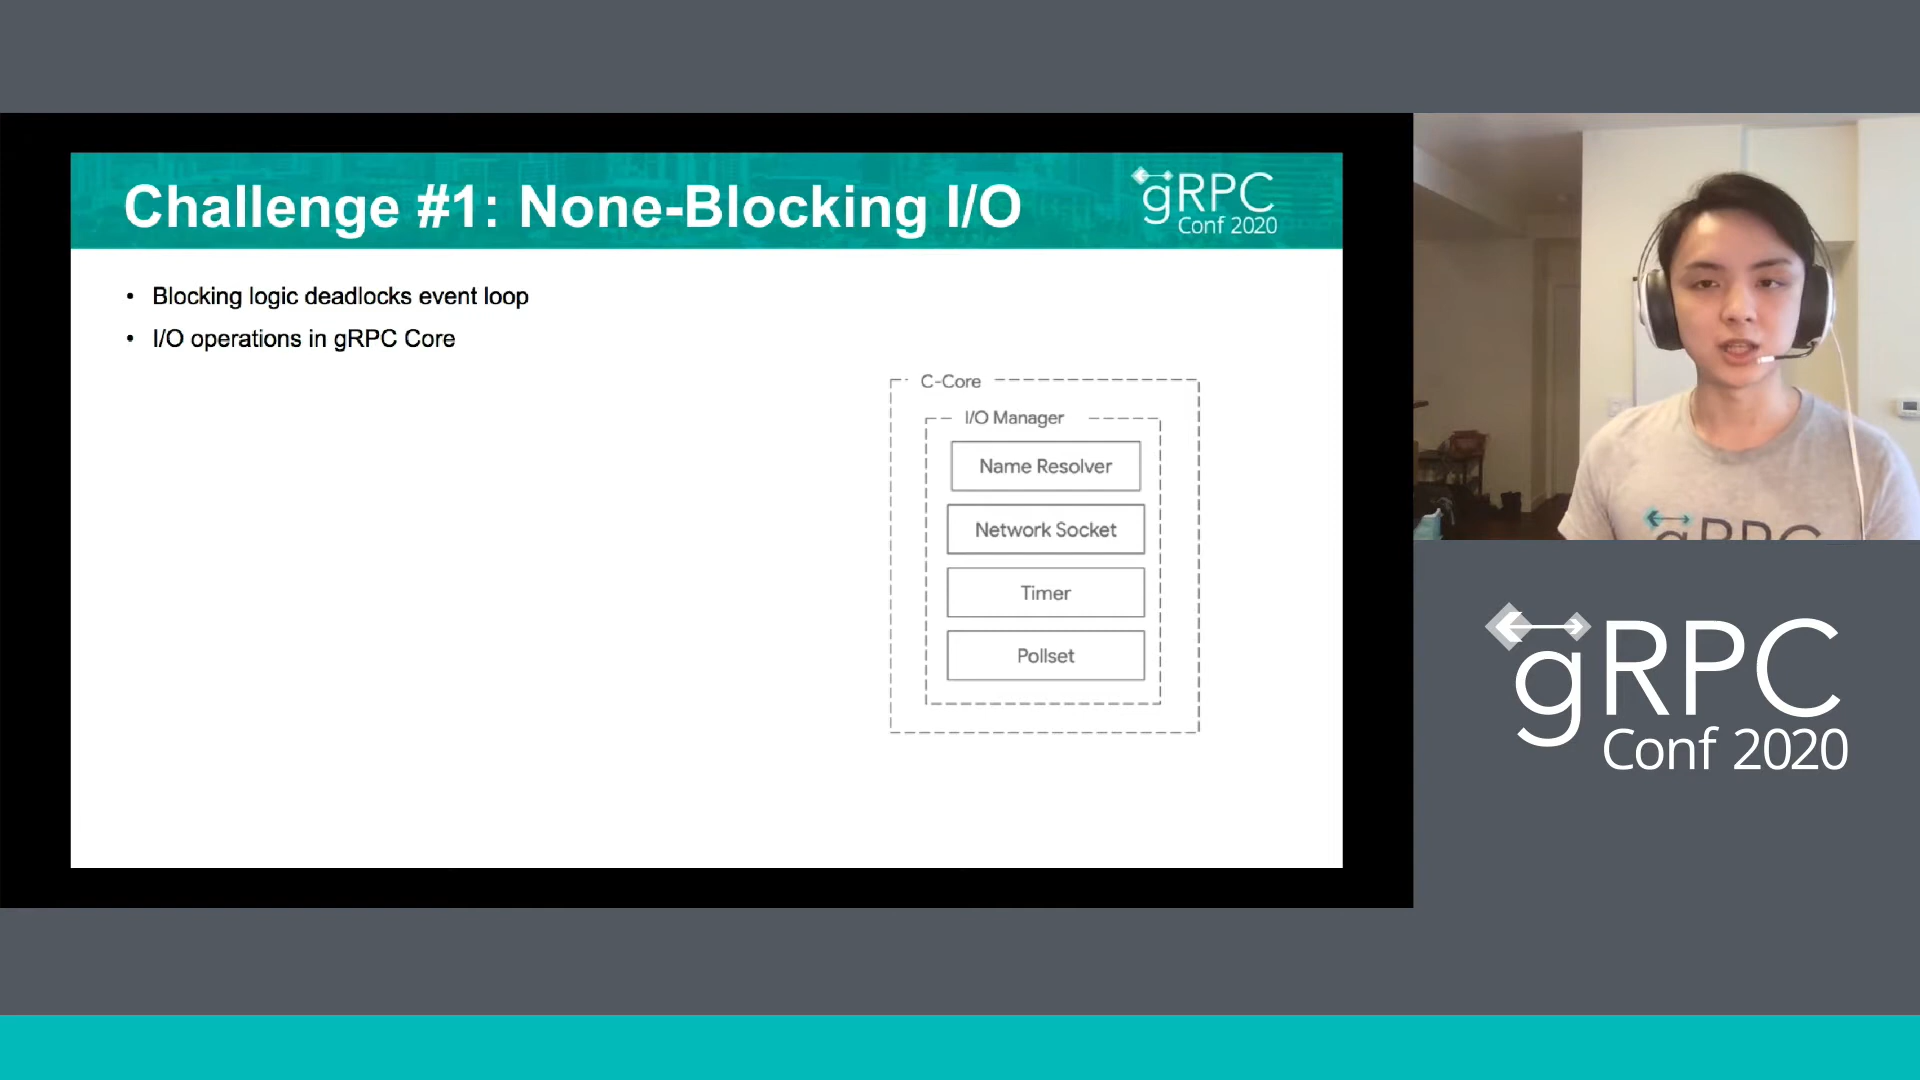 Challenge #1: None-Blocking I/O
gRPC
Conf 2020
• Blocking logic deadlocks event loop
• I/O operations in gRPC Core
C-Core
I/O Manager
Name Resolver
Network Socket
Timer
Pollset
gRPC
gRPC
Conf 2020